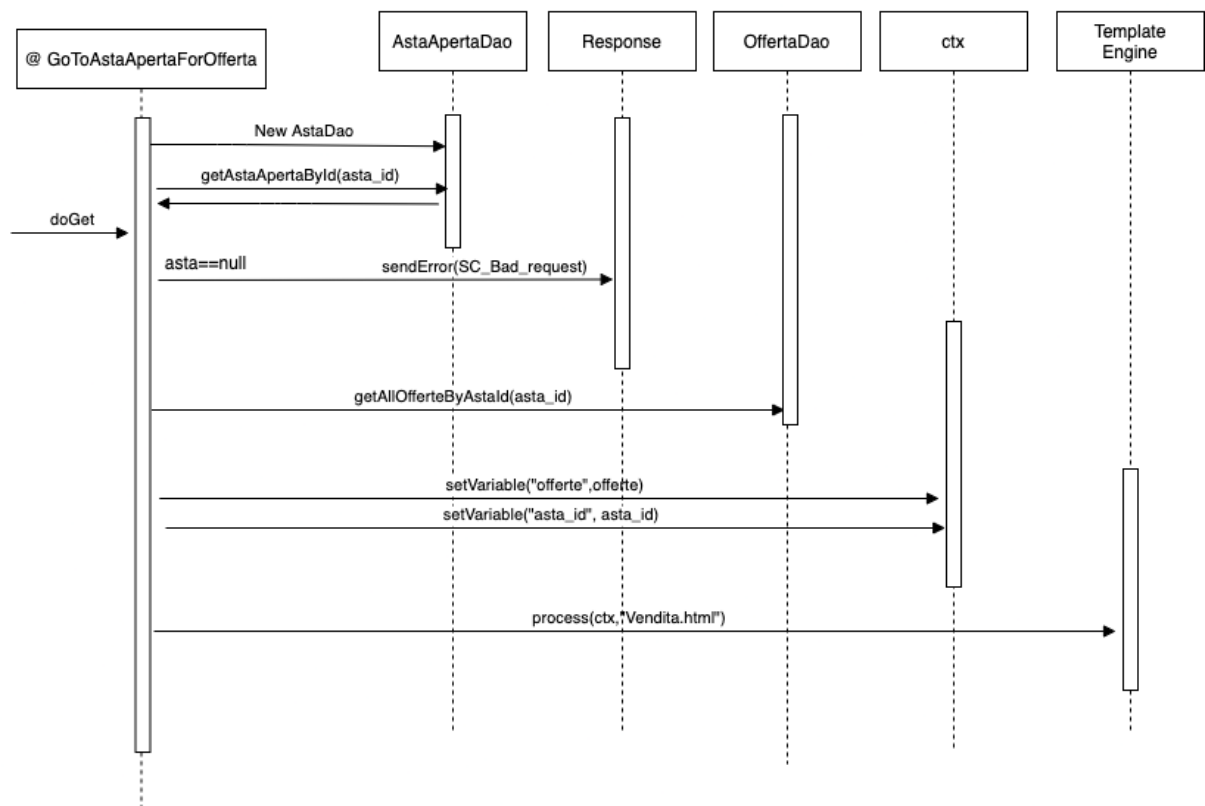 @ GoToAstaApertaForOfferta
AstaApertaDao
Response
OffertaDao
ctx
Template
Engine
New AstaDao
getAstaApertaById(asta_id)
doGet
asta==null
sendError(SC_Bad_request)
getAllOfferteByAstaId(asta_id)
setVariable("offerte",offerte)
setVariable("asta_id", asta_id)
process(ctx,"Vendita.html")